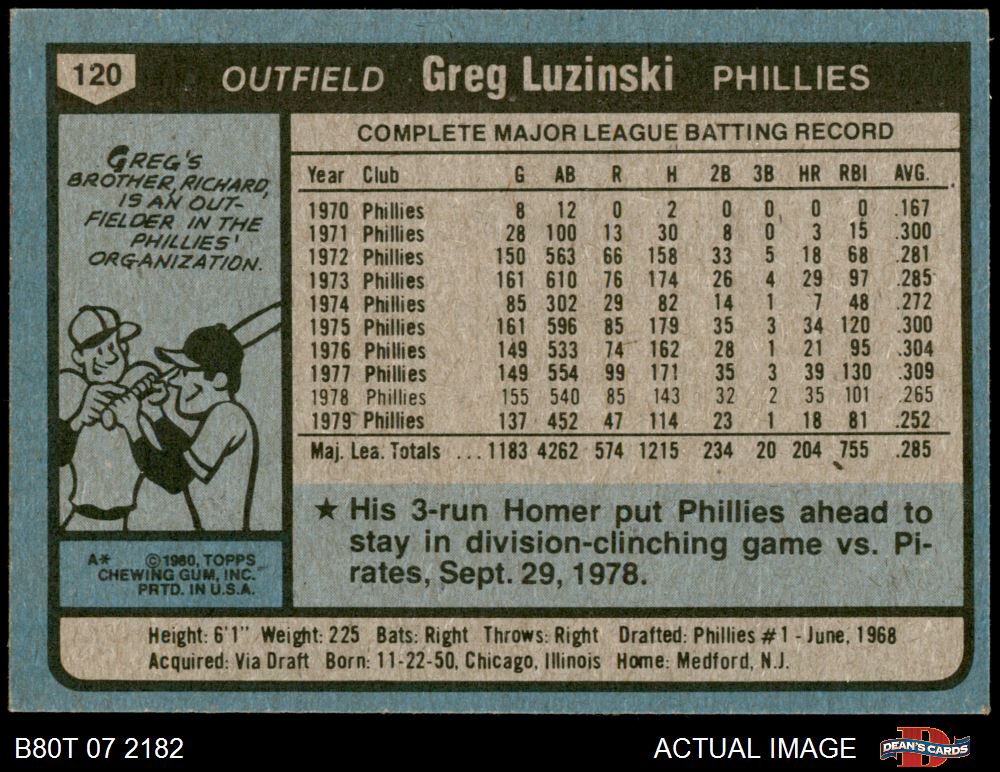 120 OUTFIELD Greg Luzinski PHILLIES
GREG'S
BROTHER, RICHARD,
IS AN OUT-
FIELDER IN THE
PHILLIES'
ORGANIZATION.
COMPLETE MAJOR LEAGUE BATTING RECORD
Year Club G AB R H 2B 3B HR RBI AVG.
1970 Phillies 8 12 0 2 0 0 0 0 .167
1971 Phillies 28 100 13 30 8 0 3 15 .300
1972 Phillies 150 563 66 158 33 5 18 68 .281
1973 Phillies 161 610 76 174 26 4 29 97 .285
1974 Phillies 85 302 29 82 14 1 7 48 .272
1975 Phillies 161 596 85 179 35 3 34 120 .300
1976 Phillies 149 533 74 162 28 1 21 95 .304
1977 Phillies 149 554 99 171 35 3 39 130 .309
1978 Phillies 155 540 85 143 32 2 35 101 .265
1979 Phillies 137 452 47 114 23 1 18 81 .252
Maj. Lea. Totals ... 1183 4262 574 1215 234 20 204 755 .285
★ His 3-run Homer put Phillies ahead to
stay in division-clinching game vs. Pi-
rates, Sept. 29, 1978.
A* ©1980, TOPPS
CHEWING GUM, INC.
PRTD. IN U.S.A.
Height: 6'1" Weight: 225 Bats: Right Throws: Right Drafted: Phillies #1 - June, 1968
Acquired: Via Draft Born: 11-22-50, Chicago, Illinois Home: Medford, N.J.
B80T 07 2182 ACTUAL IMAGE D DEAN'S CARDS